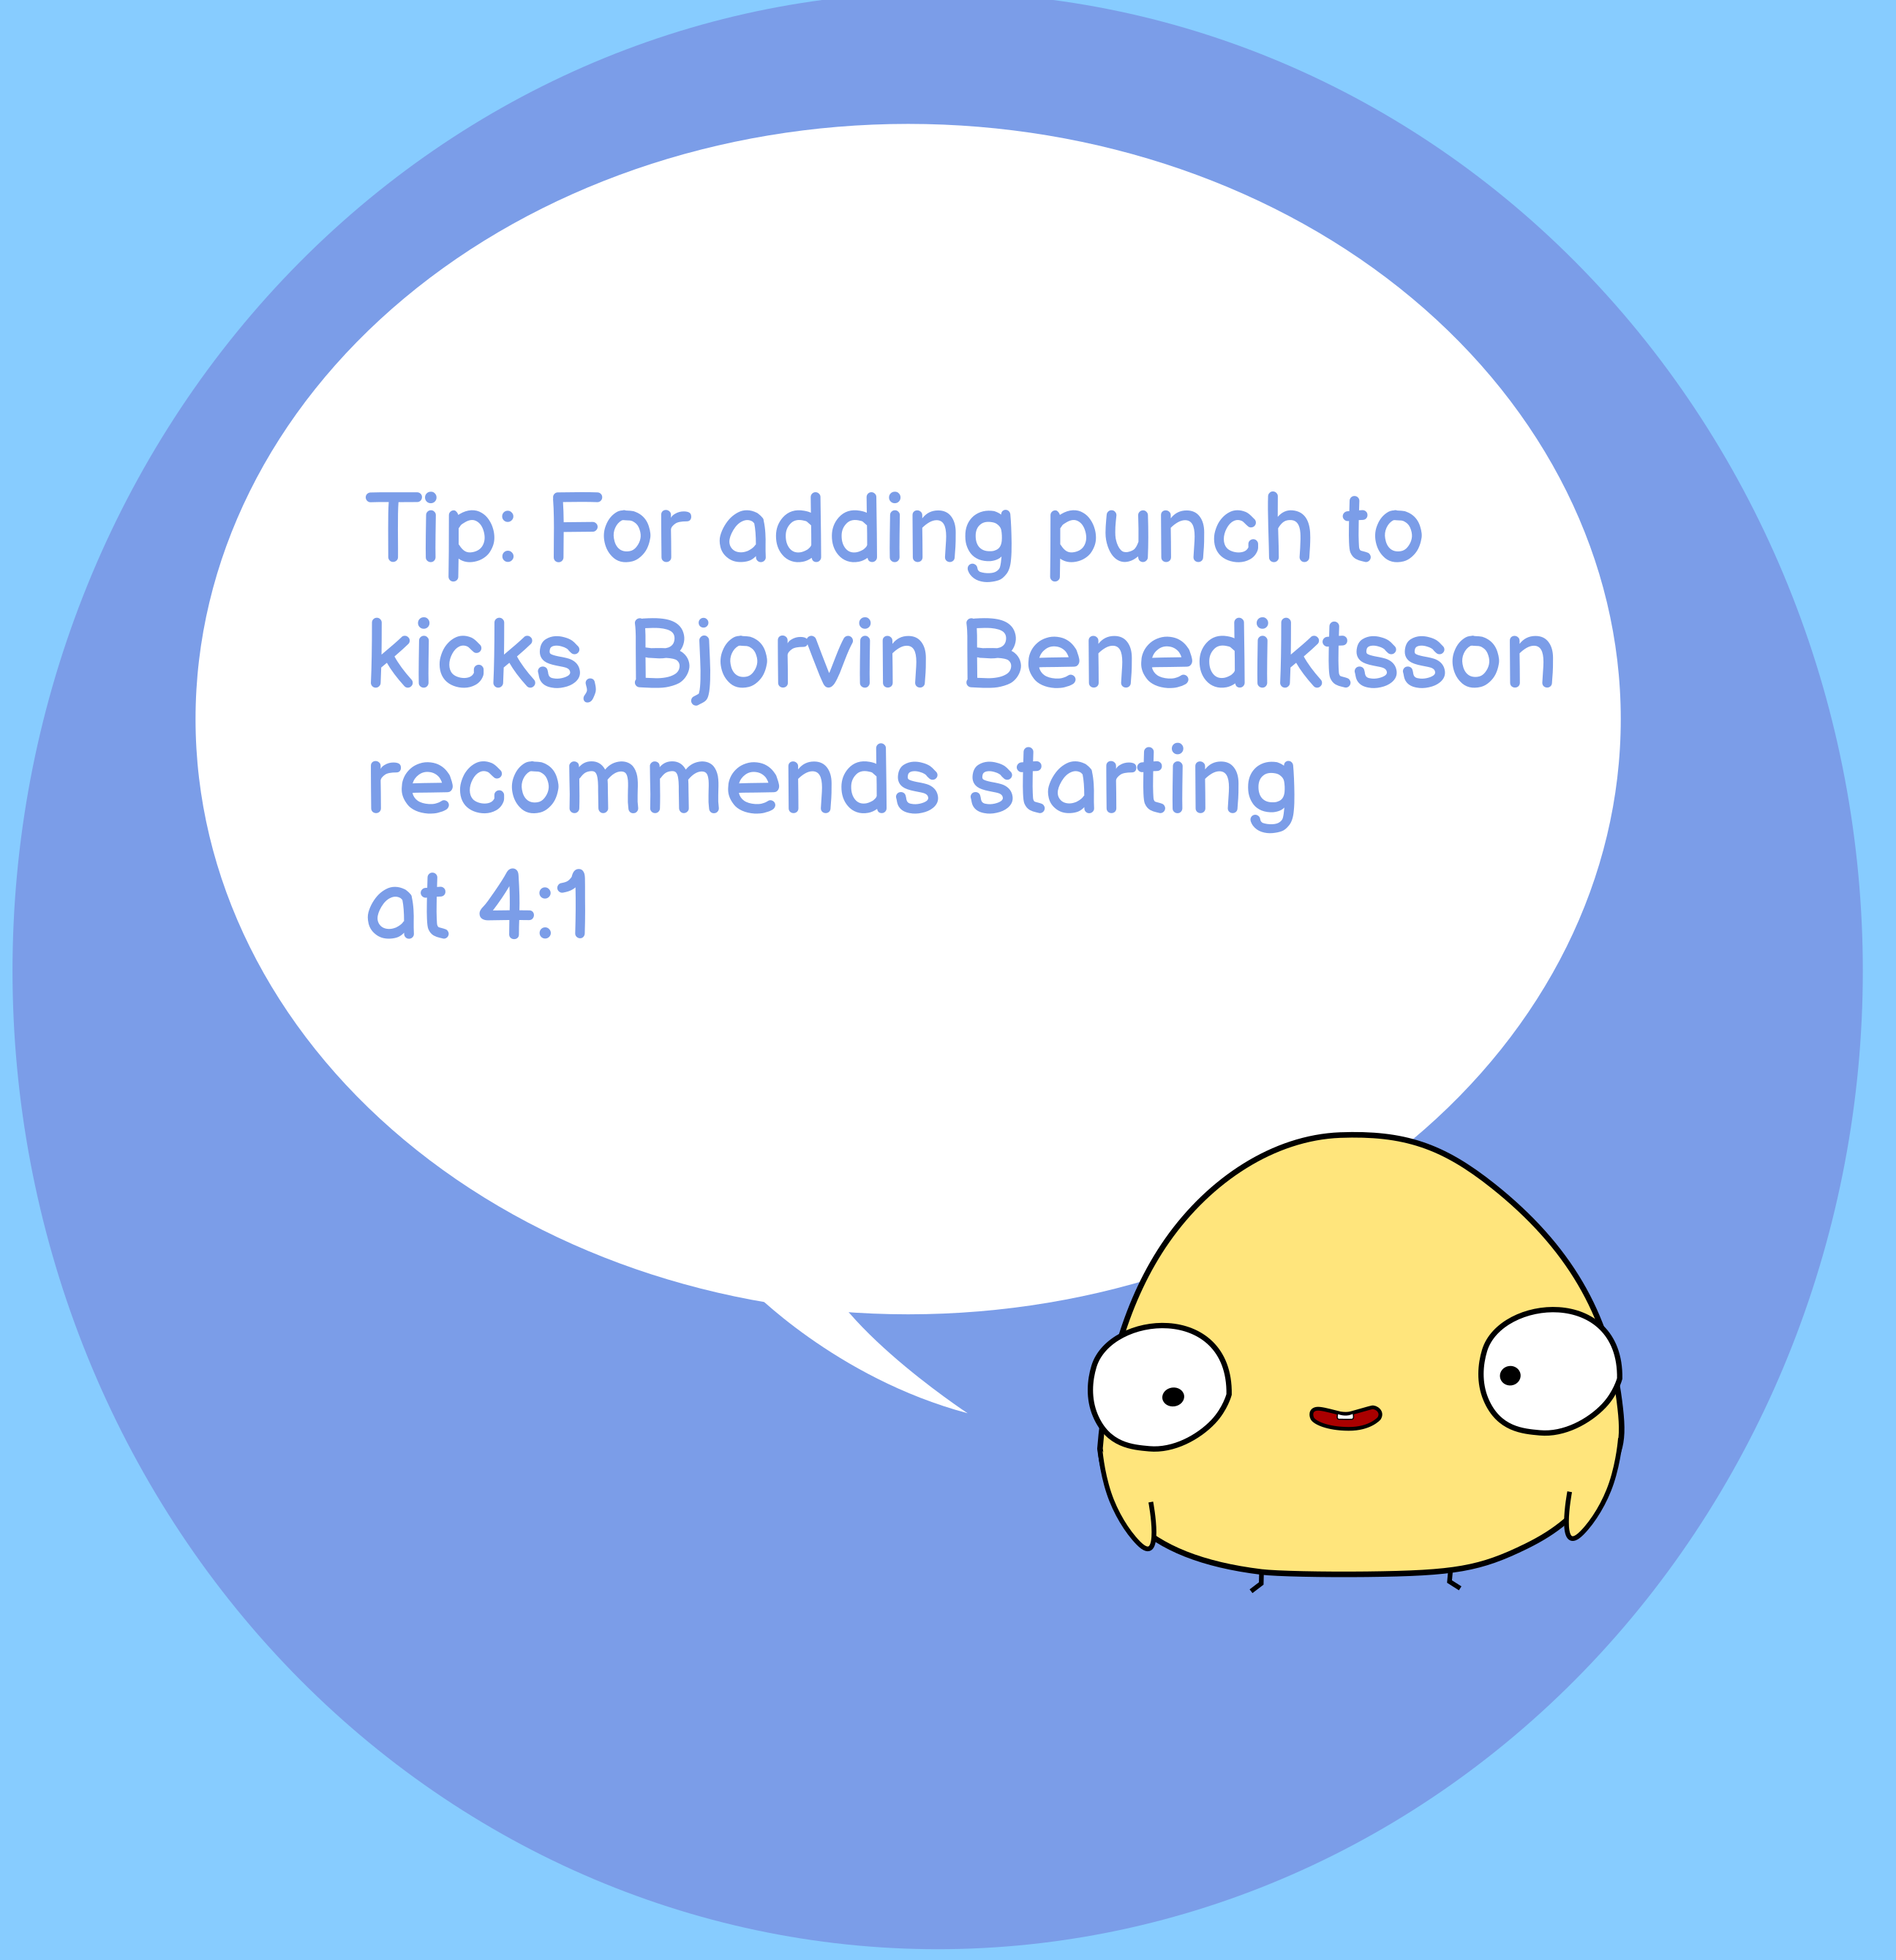 Tip: For adding punch to
kicks, Bjorvin Benediktsson
recommends starting
at 4:1